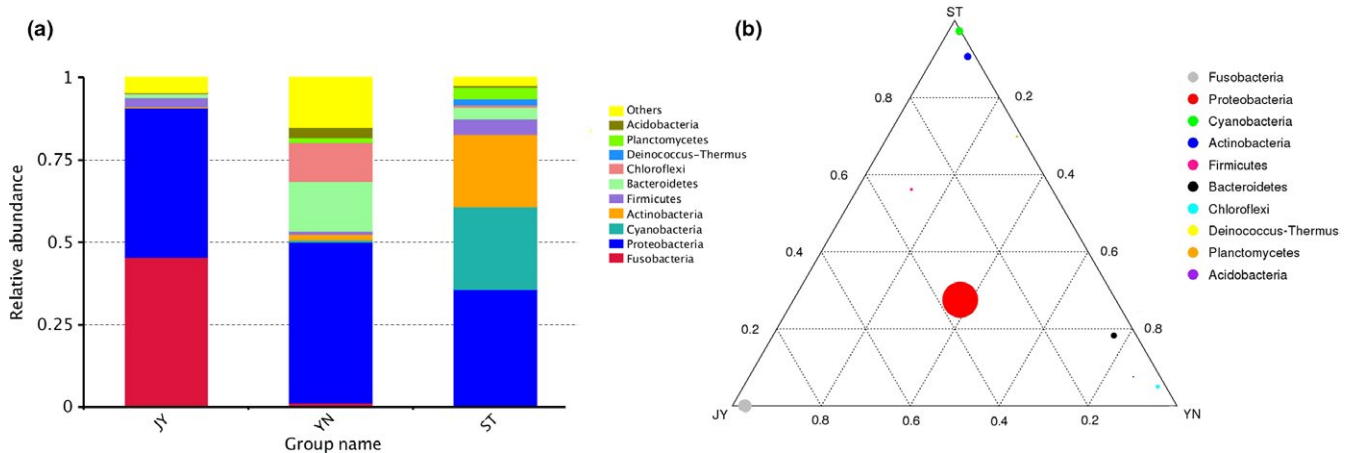 (a)
1
0.75
0.5
0.25
0
Relative abundance
JY
YN
ST
Group name
Others
Acidobacteria
Planctomycetes
Deinococcus-Thermus
Chloroflexi
Bacteroidetes
Firmicutes
Actinobacteria
Cyanobacteria
Proteobacteria
Fusobacteria
(b)
ST
0.8
0.2
0.6
0.4
0.4
0.6
0.2
0.8
JY
YN
0.8
0.6
0.4
0.2
Fusobacteria
Proteobacteria
Cyanobacteria
Actinobacteria
Firmicutes
Bacteroidetes
Chloroflexi
Deinococcus-Thermus
Planctomycetes
Acidobacteria